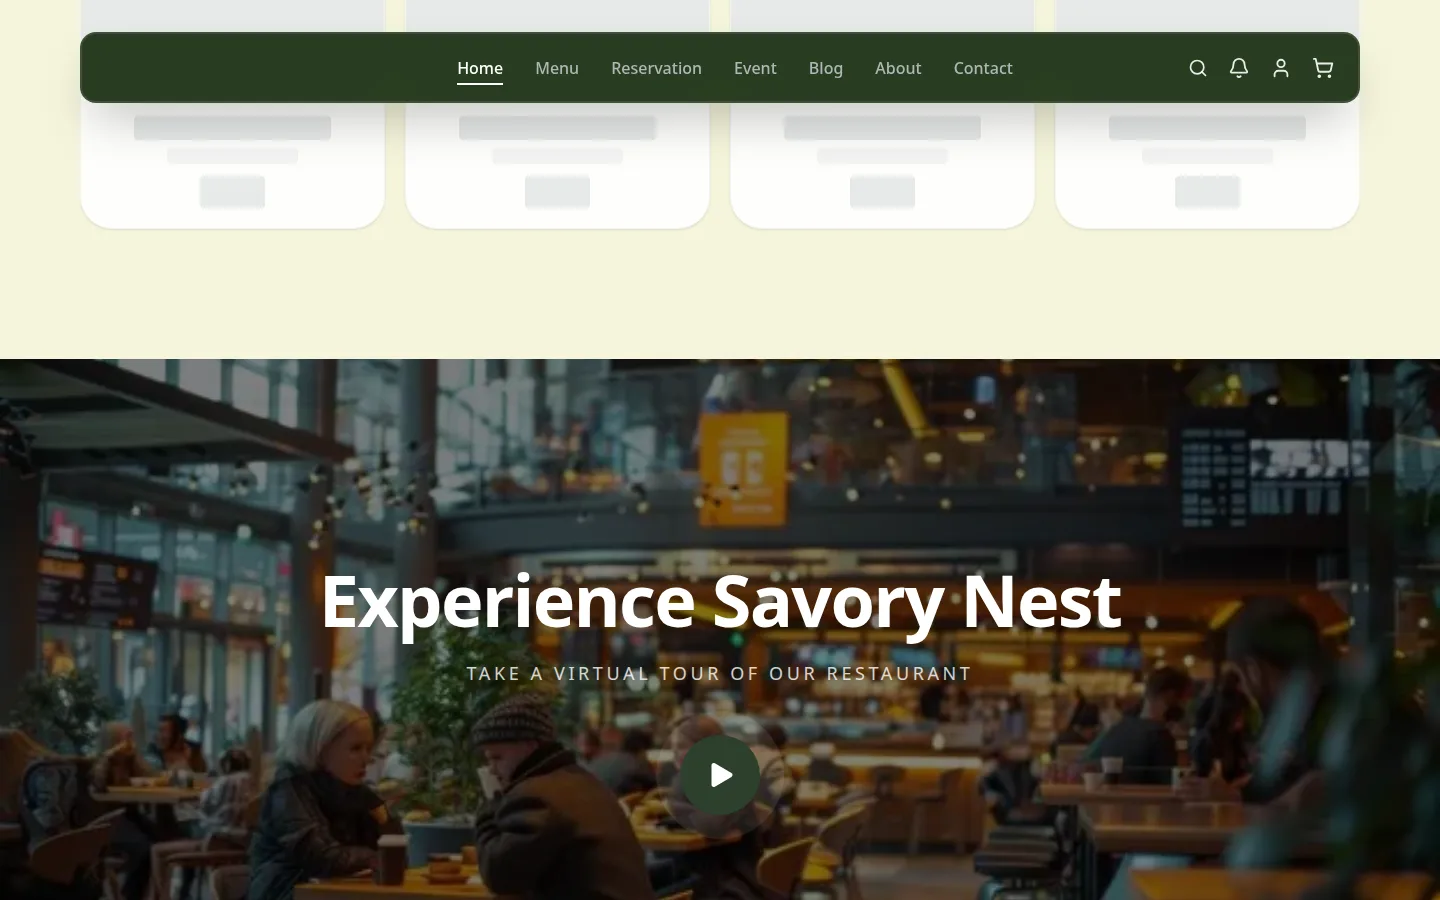 Home Menu Reservation Event Blog About Contact
Experience Savory Nest
TAKE A VIRTUAL TOUR OF OUR RESTAURANT